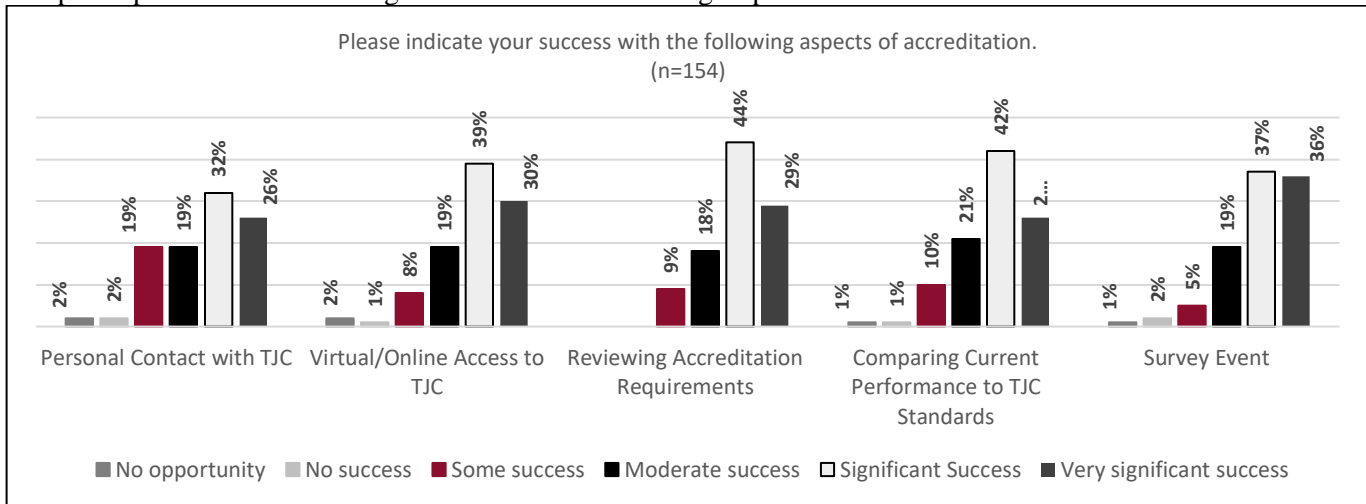 Please indicate your success with the following aspects of accreditation.
(n=154)
2% 2% 19% 19% 32% 26%
2% 1% 8% 19% 39% 30%
9% 18% 44% 29%
1% 1% 10% 21% 42% 2....
1% 2% 5% 19% 37% 36%
Personal Contact with TJC
Virtual/Online Access to
TJC
Reviewing Accreditation
Requirements
Comparing Current
Performance to TJC
Standards
Survey Event
No opportunity No success Some success Moderate success Significant Success Very significant success